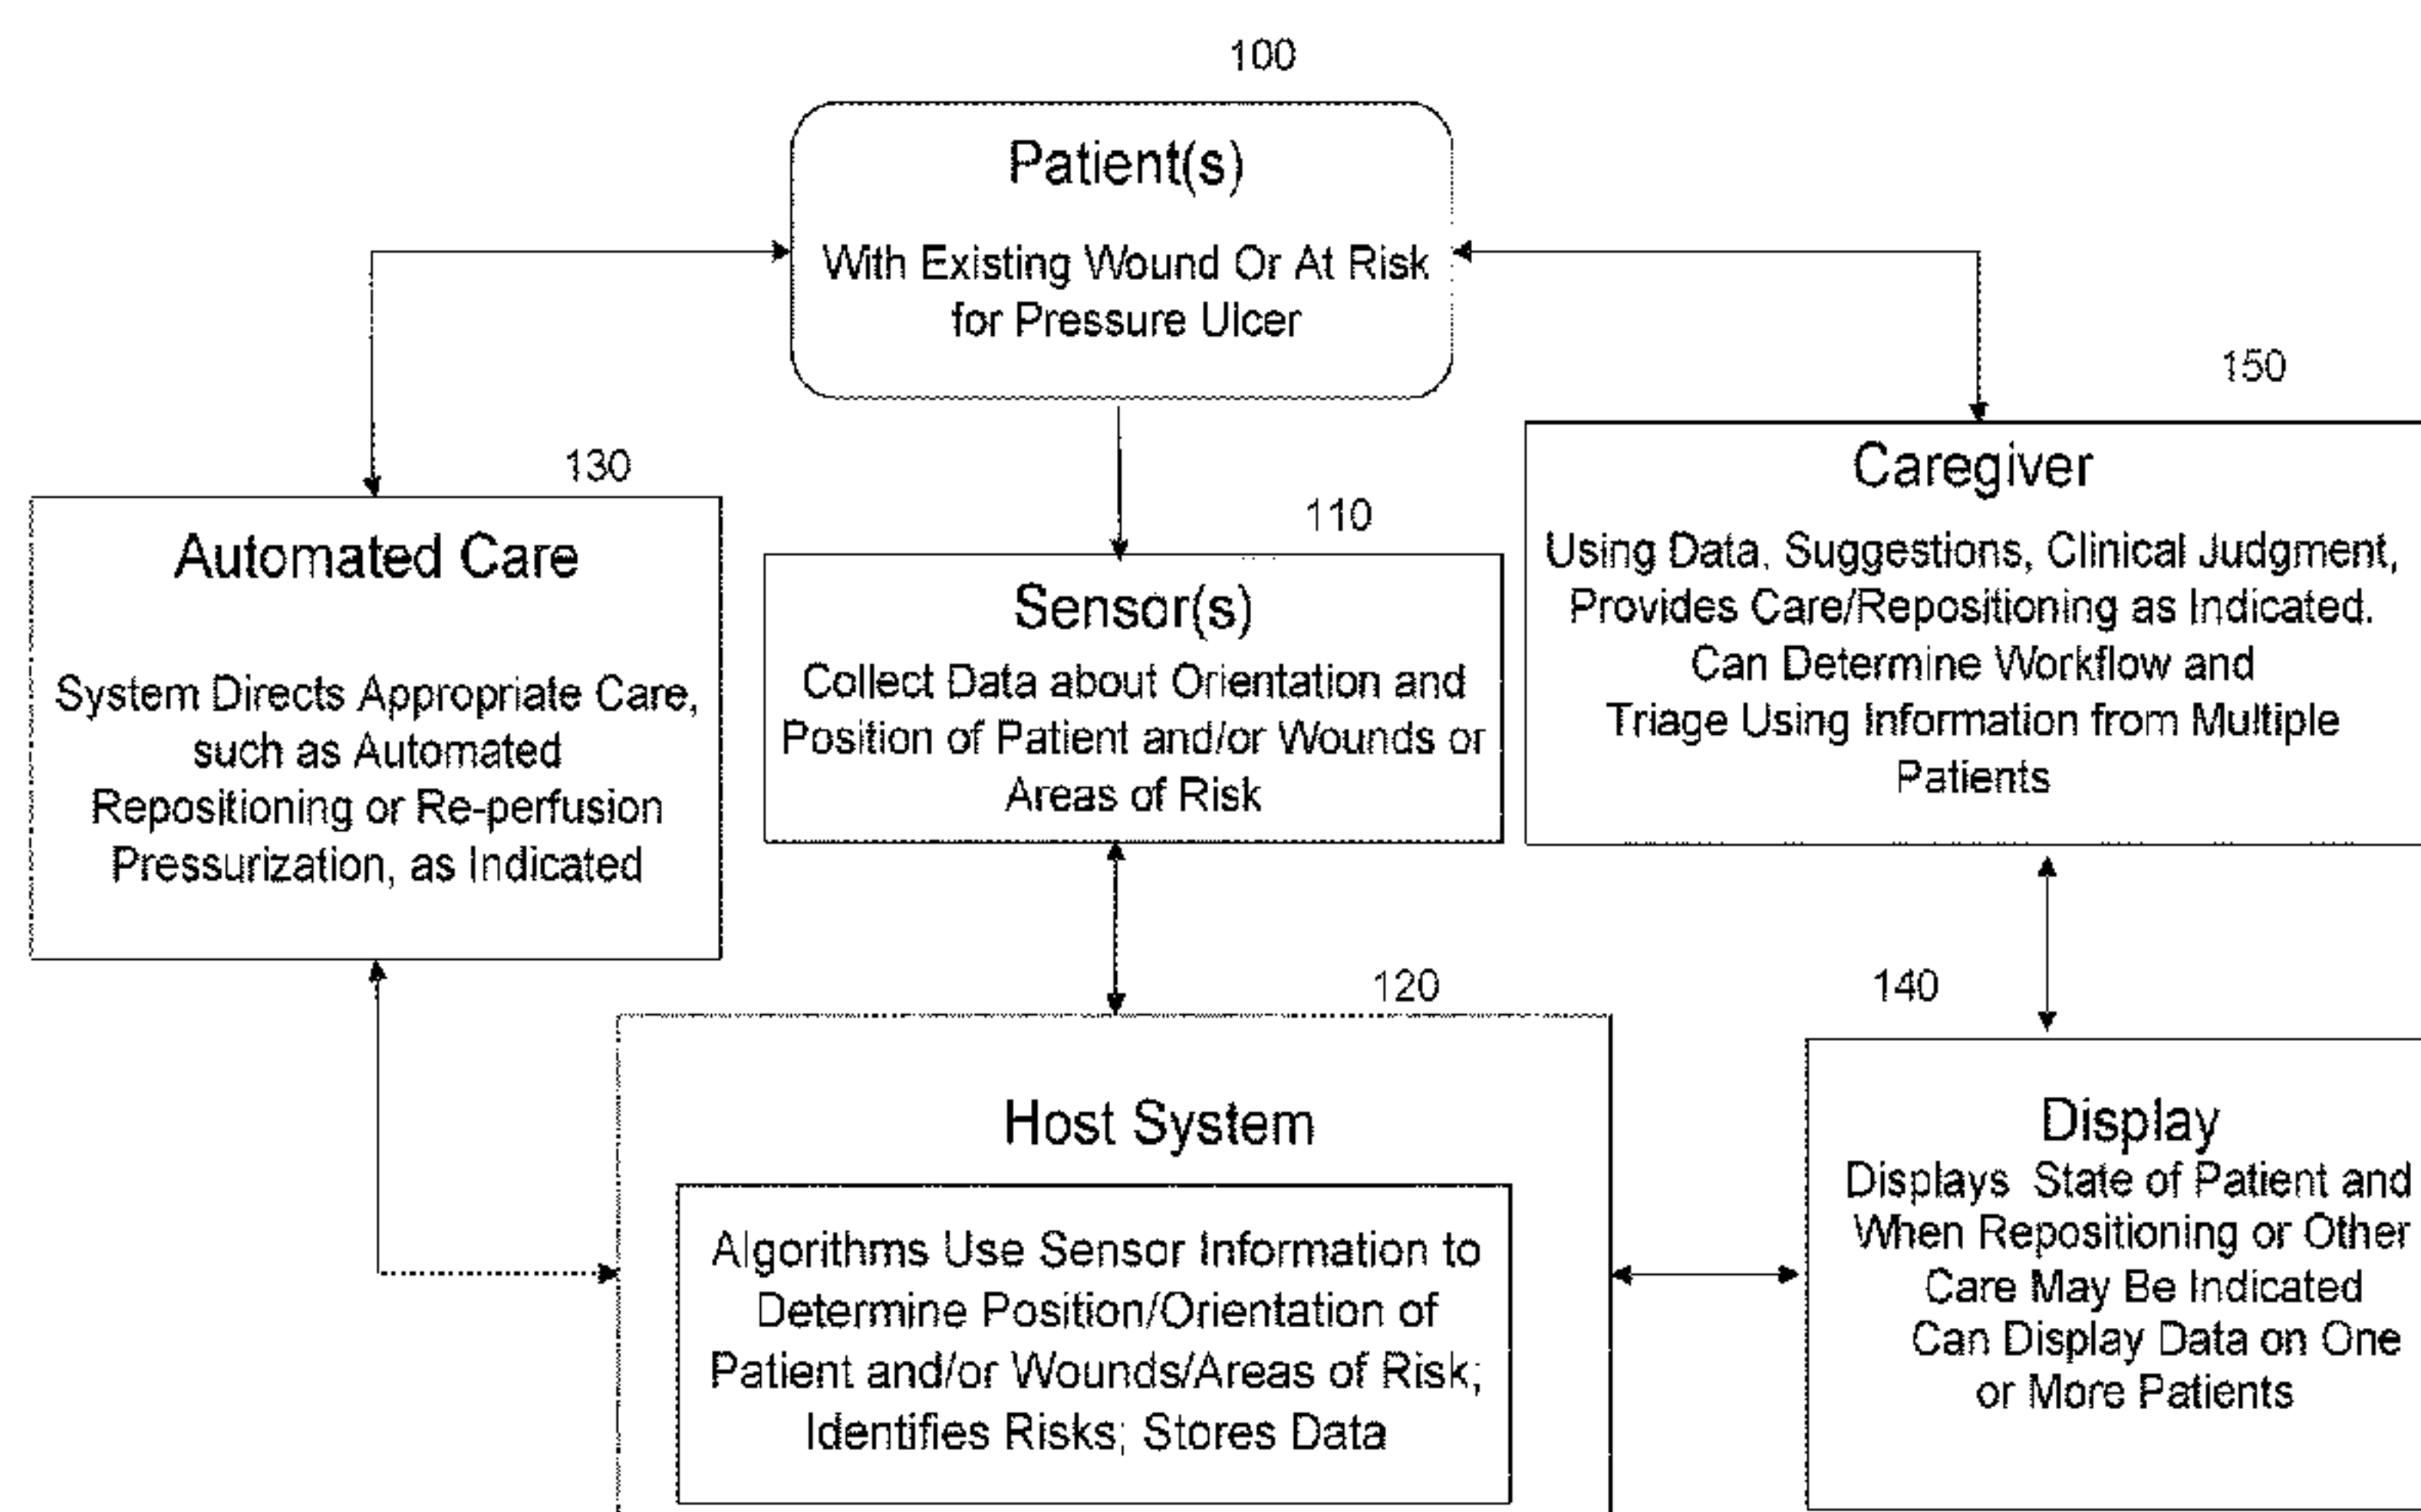 100
Patient(s)
With Existing Wound Or At Risk
for Pressure Ulcer
150
Caregiver
Using Data, Suggestions, Clinical Judgment,
Provides Care/Repositioning as Indicated.
Can Determine Workflow and
Triage Using Information from Multiple
Patients
130
Automated Care
System Directs Appropriate Care,
such as Automated
Repositioning or Re-perfusion
Pressurization, as Indicated
110
Sensor(s)
Collect Data about Orientation and
Position of Patient and/or Wounds or
Areas of Risk
120
Host System
Algorithms Use Sensor Information to
Determine Position/Orientation of
Patient and/or Wounds/Areas of Risk;
Identifies Risks; Stores Data
140
Display
Displays State of Patient and
When Repositioning or Other
Care May Be Indicated
Can Display Data on One
or More Patients